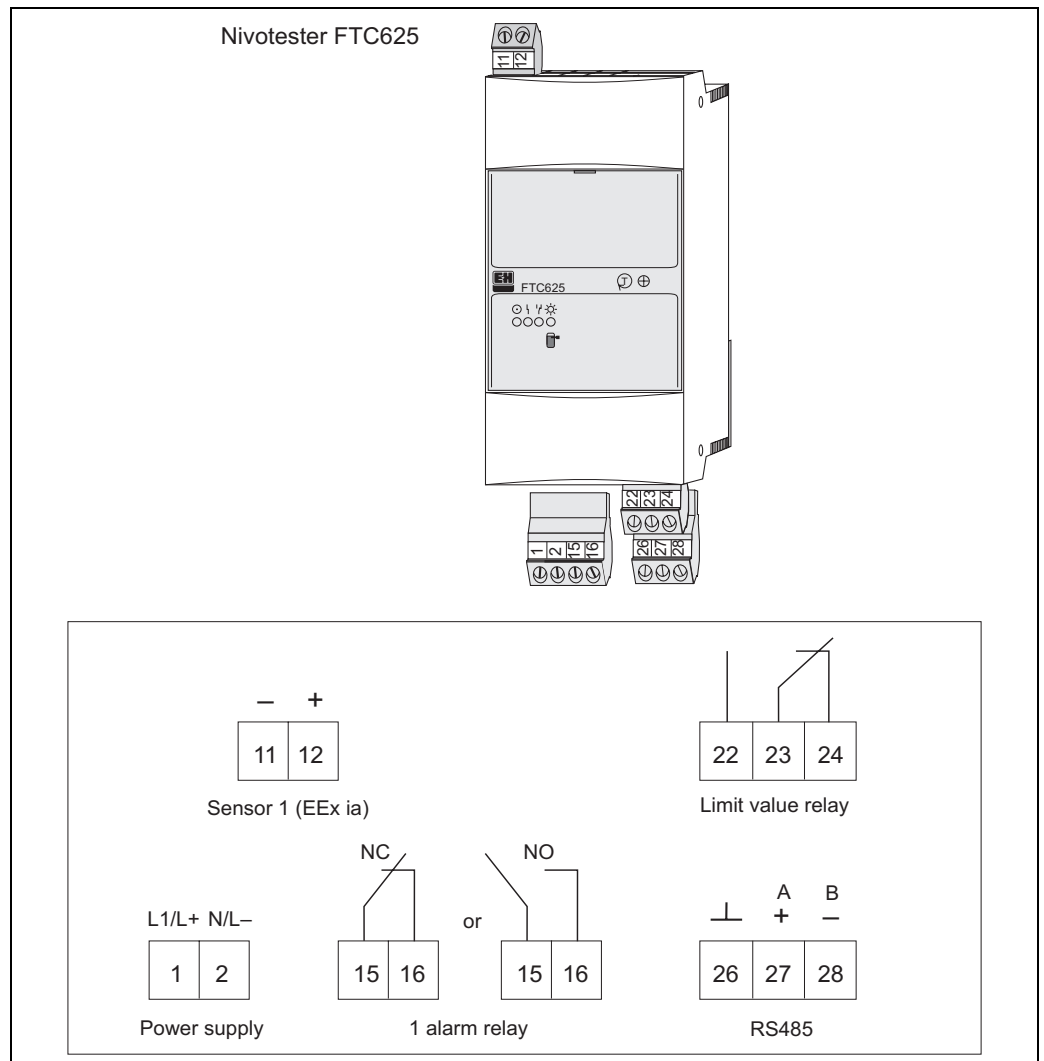 Nivotester FTC625
11 12
E+H
FTC625
1 2 15 16
22 23 24
26 27 28
– +
11 12
Sensor 1 (EEx ia)
22 23 24
Limit value relay
NC
or
NO
L1/L+ N/L–
1 2
Power supply
15 16
15 16
1 alarm relay
A B
+ –
26 27 28
RS485